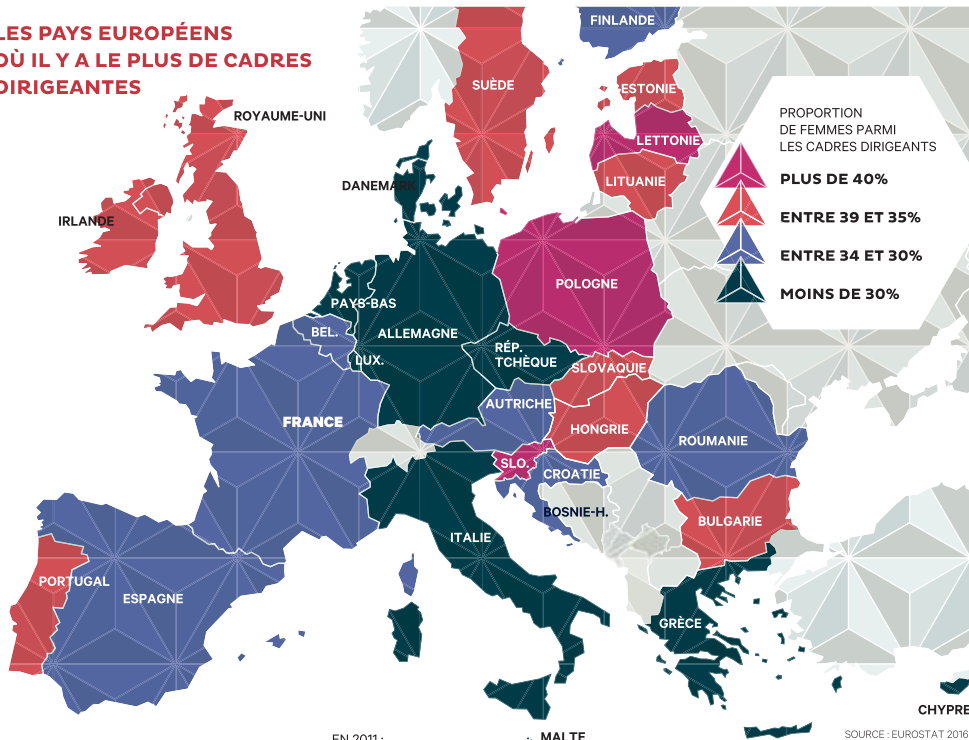 LES PAYS EUROPÉENS
OÙ IL Y A LE PLUS DE CADRES
DIRIGEANTES
FINLANDE
SUÈDE
ESTONIE
ROYAUME-UNI
PROPORTION
DE FEMMES PARMI
LES CADRES DIRIGEANTS
PLUS DE 40%
ENTRE 39 ET 35%
ENTRE 34 ET 30%
MOINS DE 30%
LETTONIE
LITUANIE
DANEMARK
IRLANDE
POLOGNE
PAYS-BAS
BEL.
ALLEMAGNE
LUX.
RÉP.
TCHÈQUE
SLOVAQUIE
AUTRICHE
FRANCE
HONGRIE
ROUMANIE
SLO.
CROATIE
BOSNIE-H.
BULGARIE
ITALIE
PORTUGAL
ESPAGNE
GRÈCE
CHYPRE
EN 2011 :
MALTE
SOURCE : EUROSTAT 2016